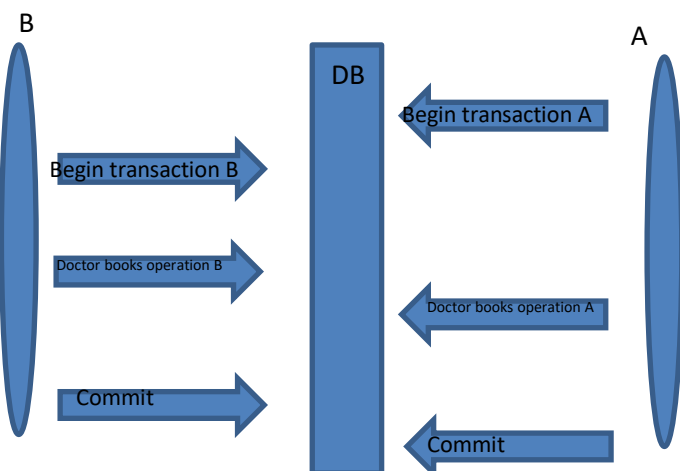 B
A
DB
Begin transaction A
Begin transaction B
Doctor books operation B
Doctor books operation A
Commit
Commit